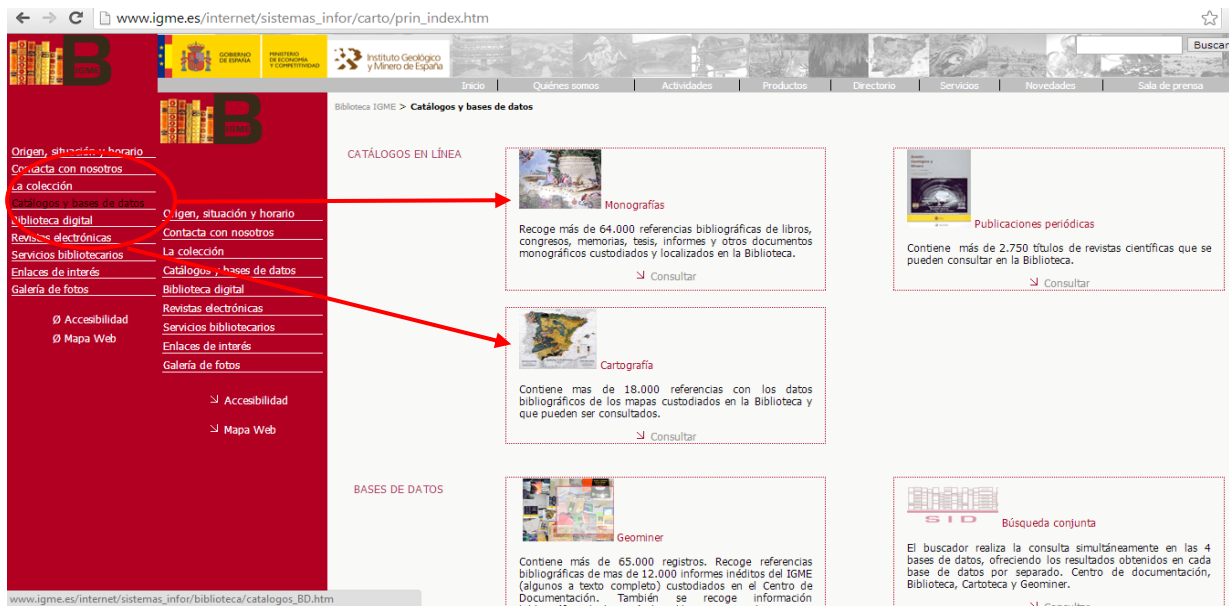 www.igme.es/internet/sistemas_infor/carto/prin_index.htm
IGME
GOBIERNO
DE ESPAÑA
MINISTERIO
DE ECONOMÍA
Y COMPETITIVIDAD
Instituto Geológico
y Minero de España
Buscar
Inicio Quiénes somos Actividades Productos Directorio Servicios Novedades Sala de prensa
IGME
Biblioteca IGME > Catálogos y bases de datos
Origen, situación y horario
Contacta con nosotros
La colección
Catálogos y bases de datos
Biblioteca digital
Revistas electrónicas
Servicios bibliotecarios
Enlaces de interés
Galería de fotos
Ø Accesibilidad
Ø Mapa Web
Origen, situación y horario
Contacta con nosotros
La colección
Catálogos y bases de datos
Biblioteca digital
Revistas electrónicas
Servicios bibliotecarios
Enlaces de interés
Galería de fotos
Accesibilidad
Mapa Web
CATÁLOGOS EN LÍNEA
Monografías
Recoge más de 64.000 referencias bibliográficas de libros,
congresos, memorias, tesis, informes y otros documentos
monográficos custodiados y localizados en la Biblioteca.
Consultar
Publicaciones periódicas
Contiene más de 2.750 títulos de revistas científicas que se
pueden consultar en la Biblioteca.
Consultar
Cartografía
Contiene mas de 18.000 referencias con los datos
bibliográficos de los mapas custodiados en la Biblioteca y
que pueden ser consultados.
Consultar
BASES DE DATOS
Geominer
Contiene más de 65.000 registros. Recoge referencias
bibliográficas de mas de 12.000 informes inéditos del IGME
(algunos a texto completo) custodiados en el Centro de
Documentación. También se recoge información
SID
Búsqueda conjunta
El buscador realiza la consulta simultáneamente en las 4
bases de datos, ofreciendo los resultados obtenidos en cada
base de datos por separado. Centro de documentación,
Biblioteca, Cartoteca y Geominer.
Consultar
www.igme.es/internet/sistemas_infor/biblioteca/catalogos_BD.htm